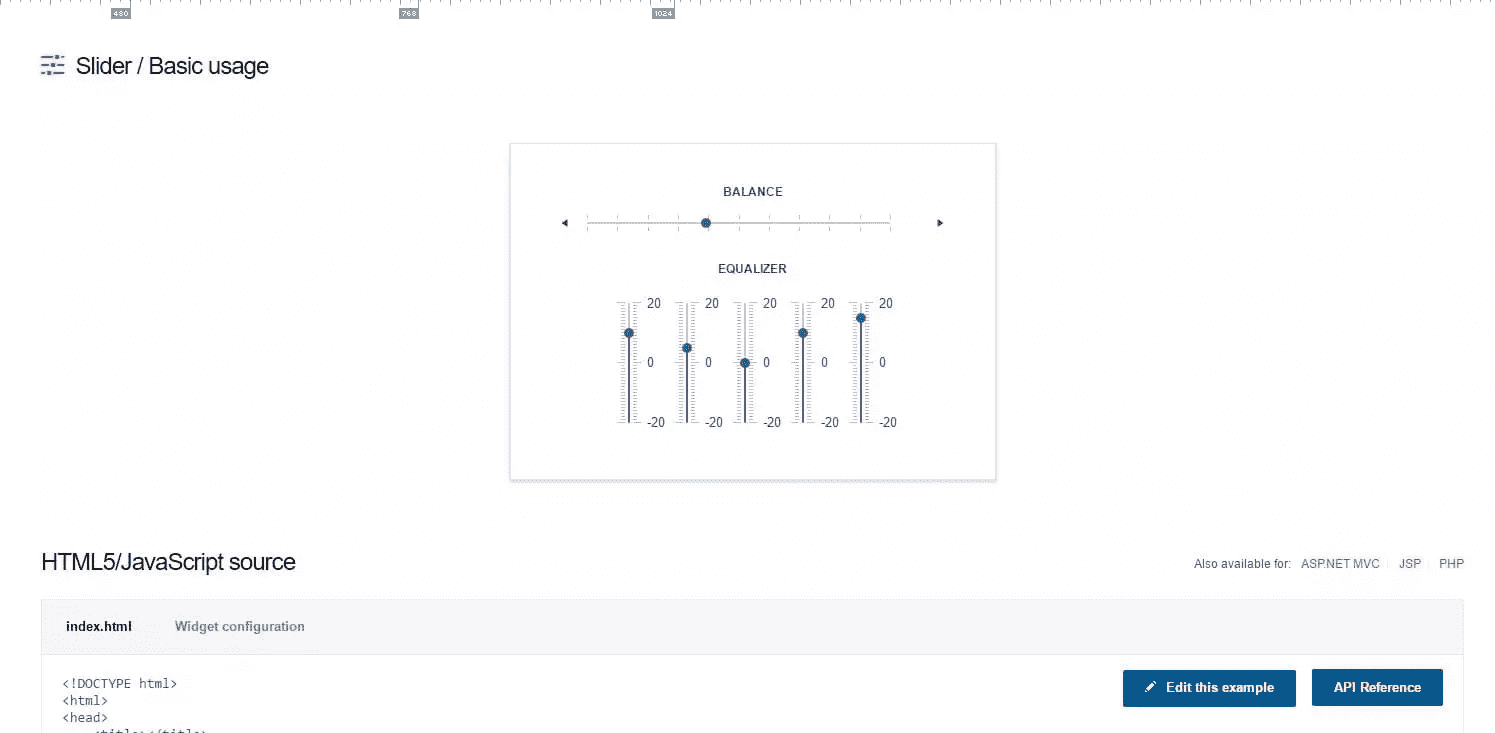 480 768 1024
Slider / Basic usage
BALANCE
EQUALIZER
20 20 20 20 20
0 0 0 0 0
-20 -20 -20 -20 -20
HTML5/JavaScript source
Also available for: ASP.NET MVC JSP PHP
index.html Widget configuration
<!DOCTYPE html>
Edit this example API Reference
<html>
<head>
<title></title>